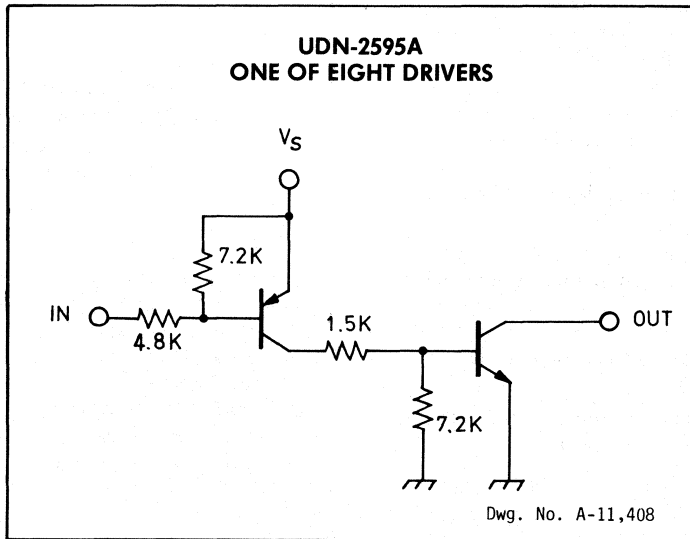 UDN-2595A
ONE OF EIGHT DRIVERS
VS
7.2K
IN
4.8K
1.5K
OUT
7.2K
Dwg. No. A-11,408